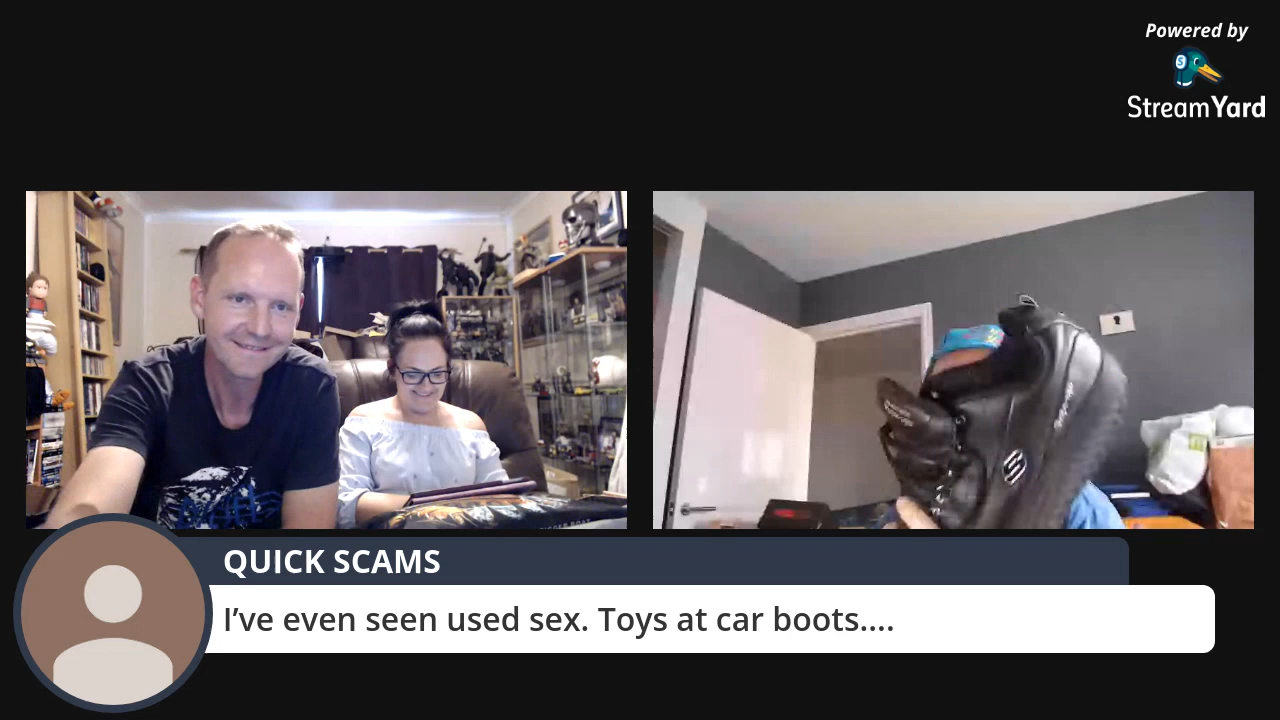 Powered by
StreamYard
QUICK SCAMS
I've even seen used sex. Toys at car boots....